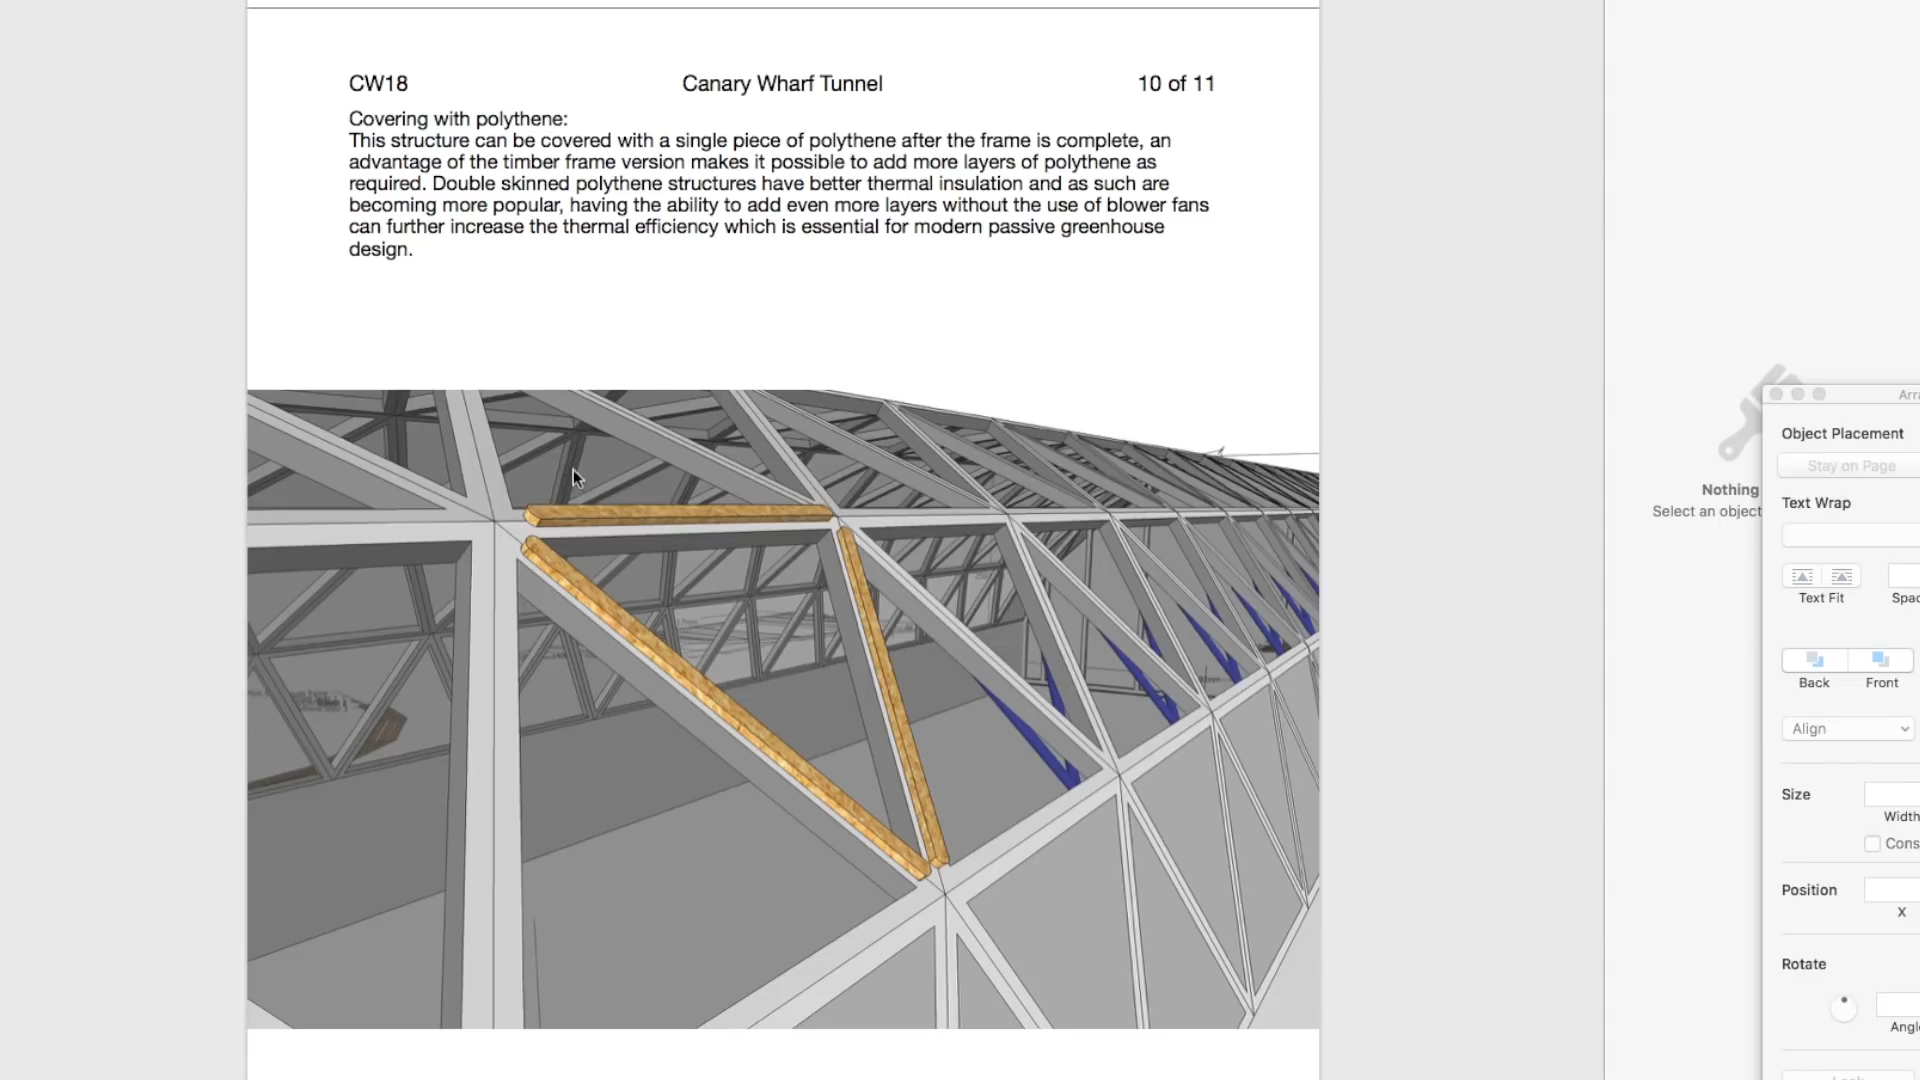 CW18 Canary Wharf Tunnel 10 of 11
Covering with polythene:
This structure can be covered with a single piece of polythene after the frame is complete, an
advantage of the timber frame version makes it possible to add more layers of polythene as
required. Double skinned polythene structures have better thermal insulation and as such are
becoming more popular, having the ability to add even more layers without the use of blower fans
can further increase the thermal efficiency which is essential for modern passive greenhouse
design.
Nothing
Select an object
Arra
Object Placement
Stay on Page
Text Wrap
Text Fit
Spac
Back Front
Align
Size
Width
Cons
Position
X
Rotate
Angl